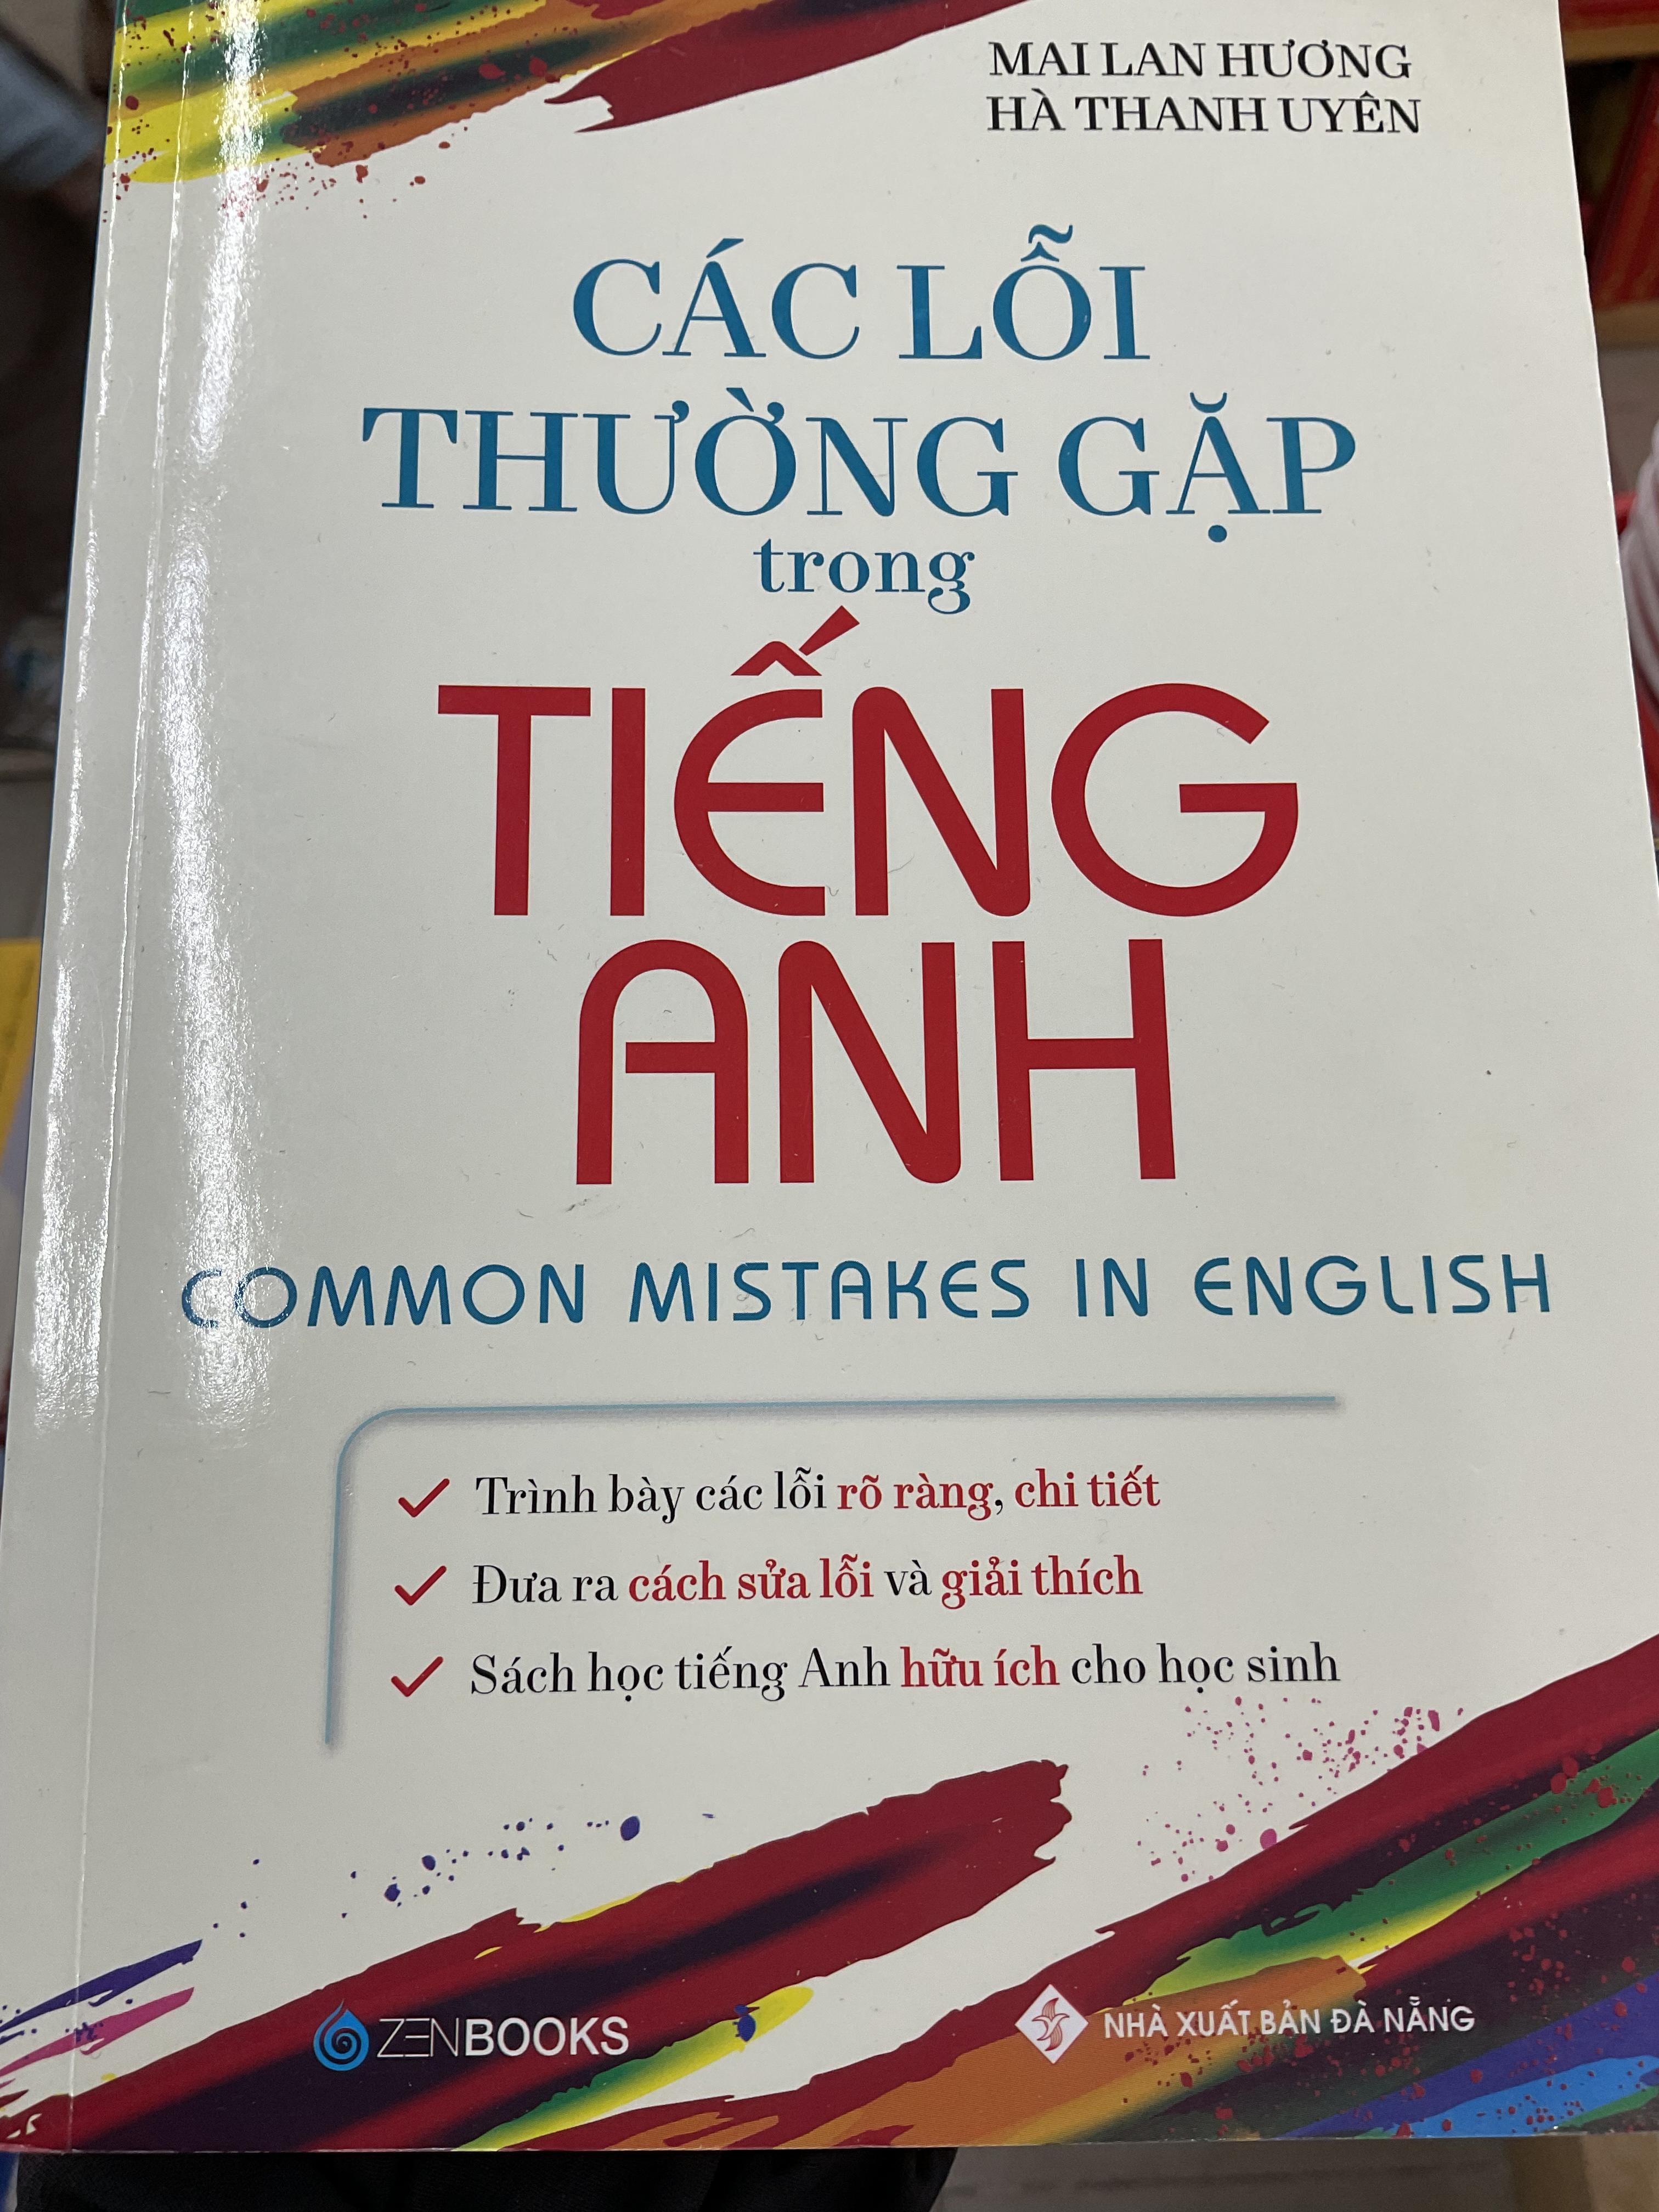 MAI LAN HƯƠNG
HÀ THANH UYÊN
CÁC LỖI
THƯỜNG GẶP
trong
TIẾNG
ANH
COMMON MISTAKES IN ENGLISH
Trình bày các lỗi rõ ràng, chi tiết
Đưa ra cách sửa lỗi và giải thích
Sách học tiếng Anh hữu ích cho học sinh
ZENBOOKS
NHÀ XUẤT BẢN ĐÀ NẴNG